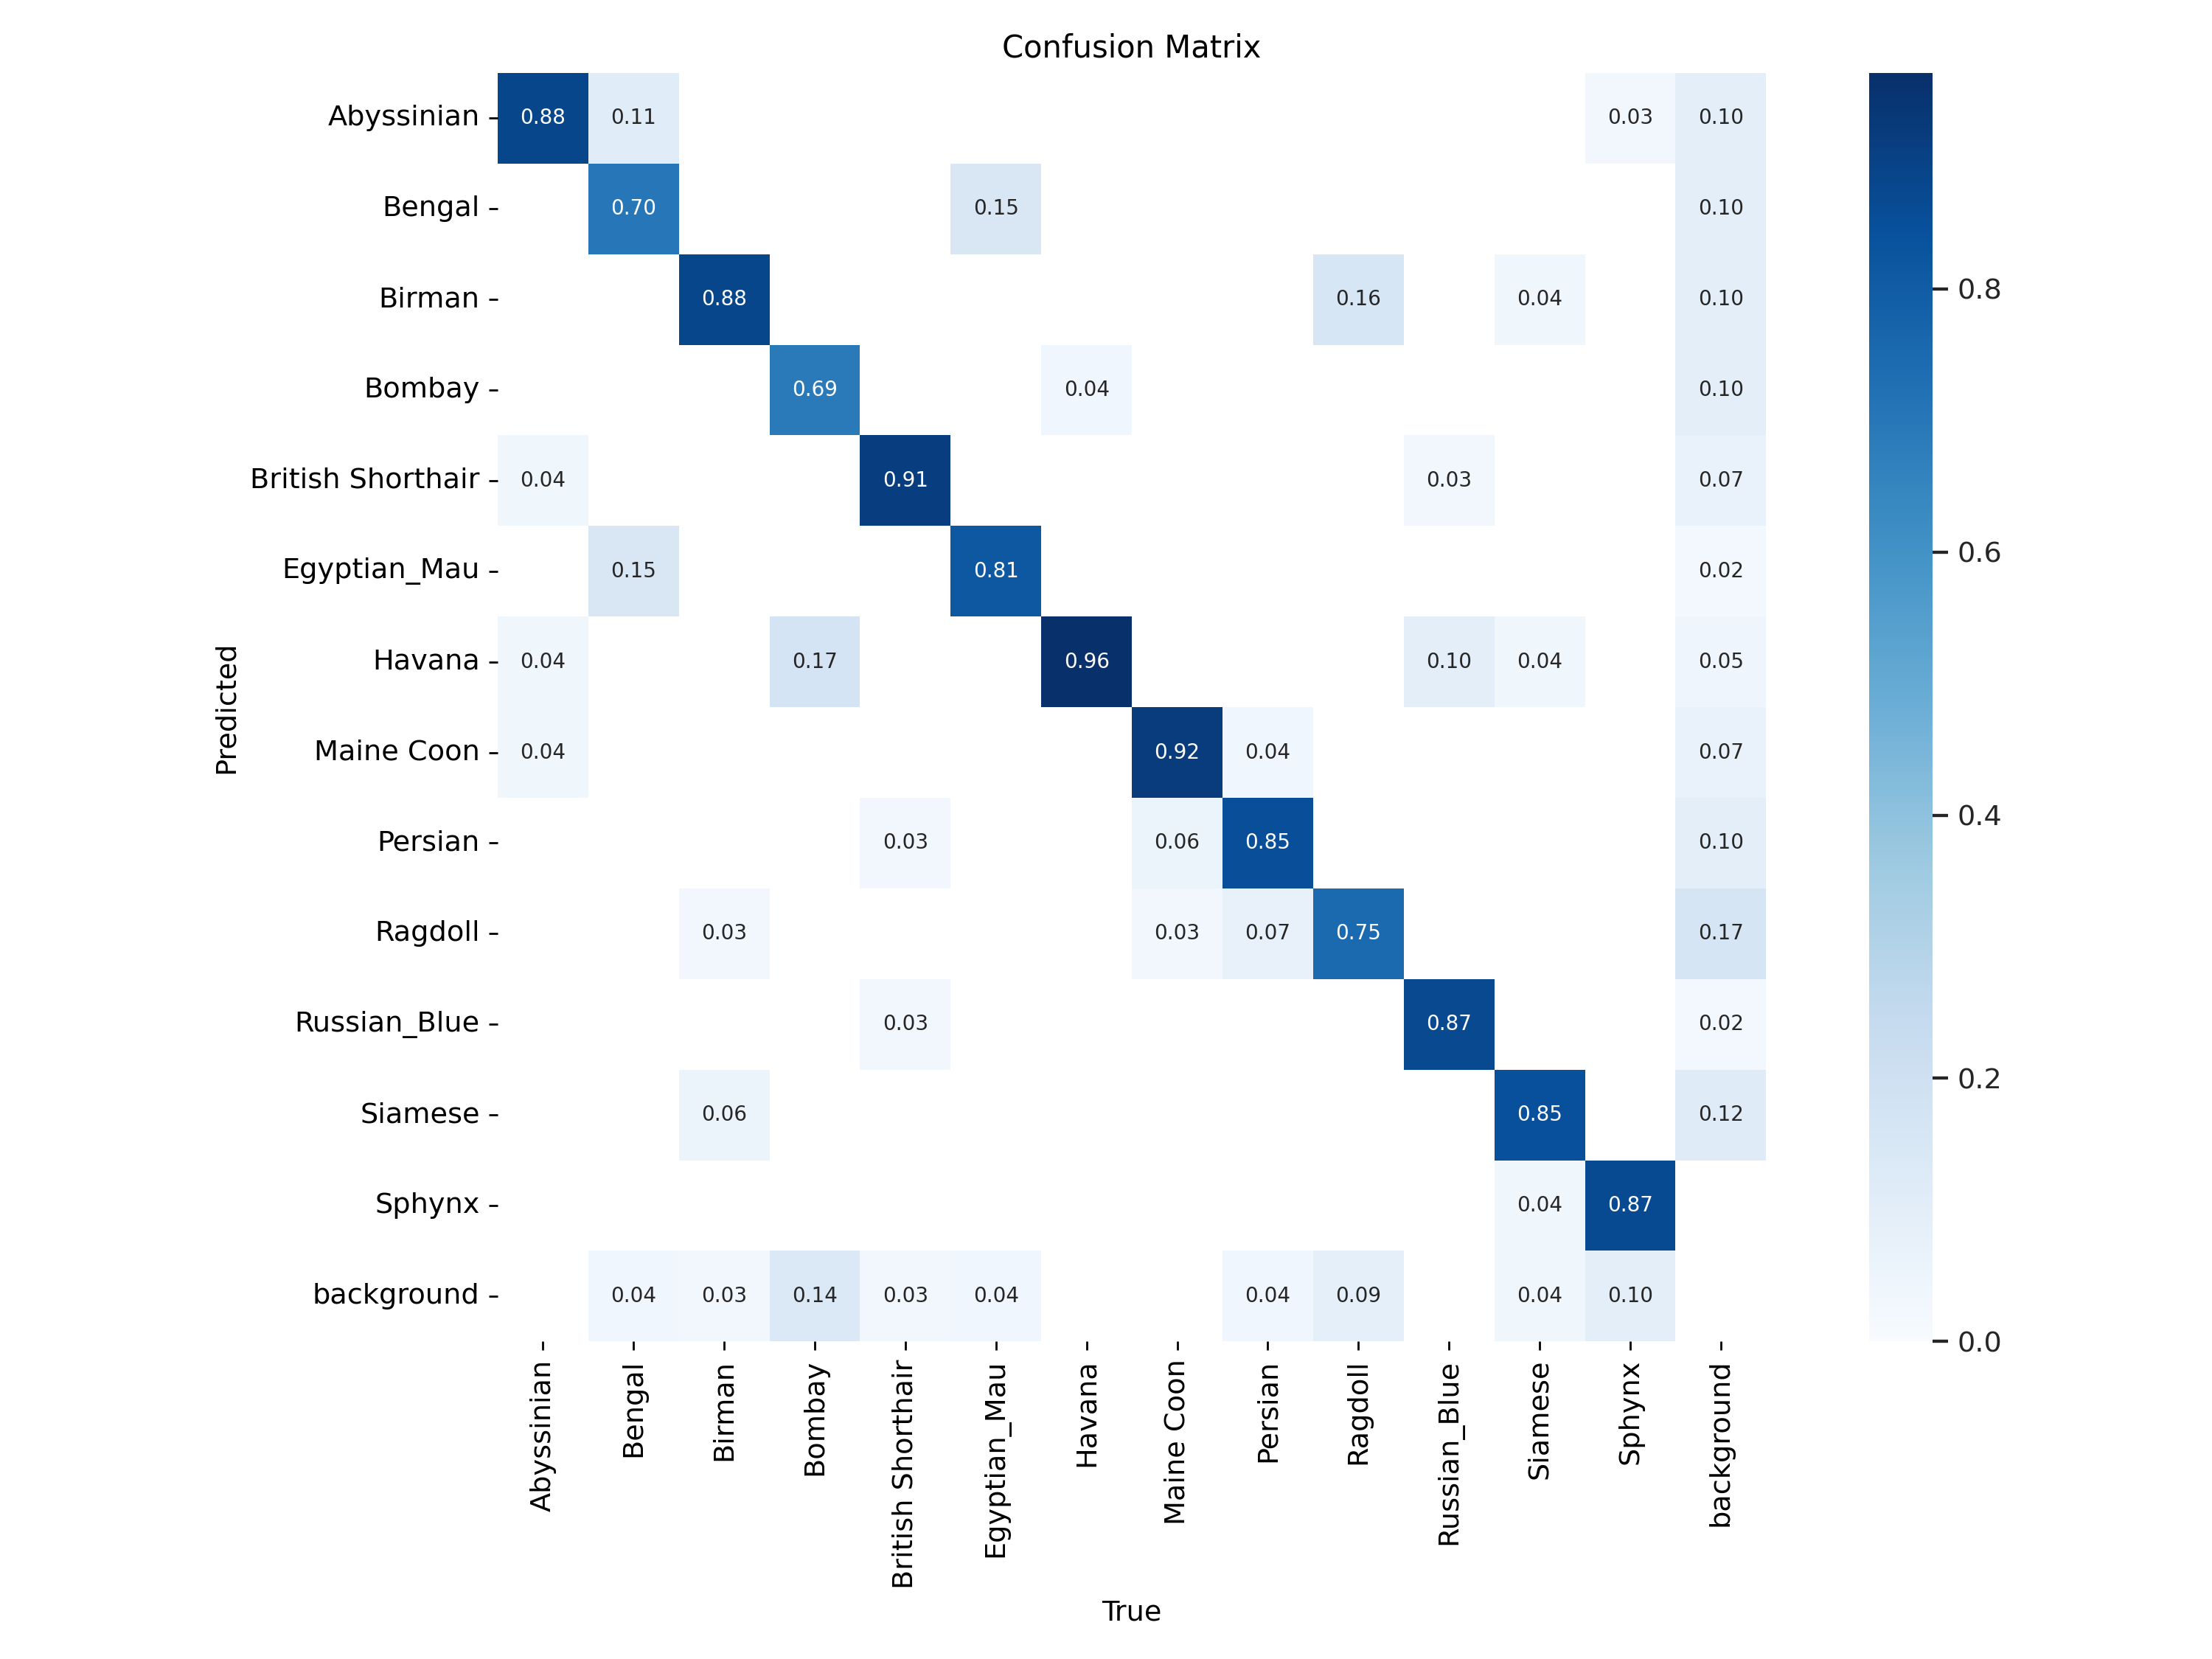 Confusion Matrix
Abyssinian 0.88 0.11 0.03 0.10
Bengal 0.70 0.15 0.10
Birman 0.88 0.16 0.04 0.10
Bombay 0.69 0.04 0.10
British Shorthair 0.04 0.91 0.03 0.07
Egyptian_Mau 0.15 0.81 0.02
Havana 0.04 0.17 0.96 0.10 0.04 0.05
Maine Coon 0.04 0.92 0.04 0.07
Persian 0.03 0.06 0.85 0.10
Ragdoll 0.03 0.03 0.07 0.75 0.17
Russian_Blue 0.03 0.87 0.02
Siamese 0.06 0.85 0.12
Sphynx 0.04 0.87
background 0.04 0.03 0.14 0.03 0.04 0.04 0.09 0.04 0.10
Predicted
Abyssinian
Bengal
Birman
Bombay
British Shorthair
Egyptian_Mau
Havana
Maine Coon
Persian
Ragdoll
Russian_Blue
Siamese
Sphynx
background
True
0.8
0.6
0.4
0.2
0.0